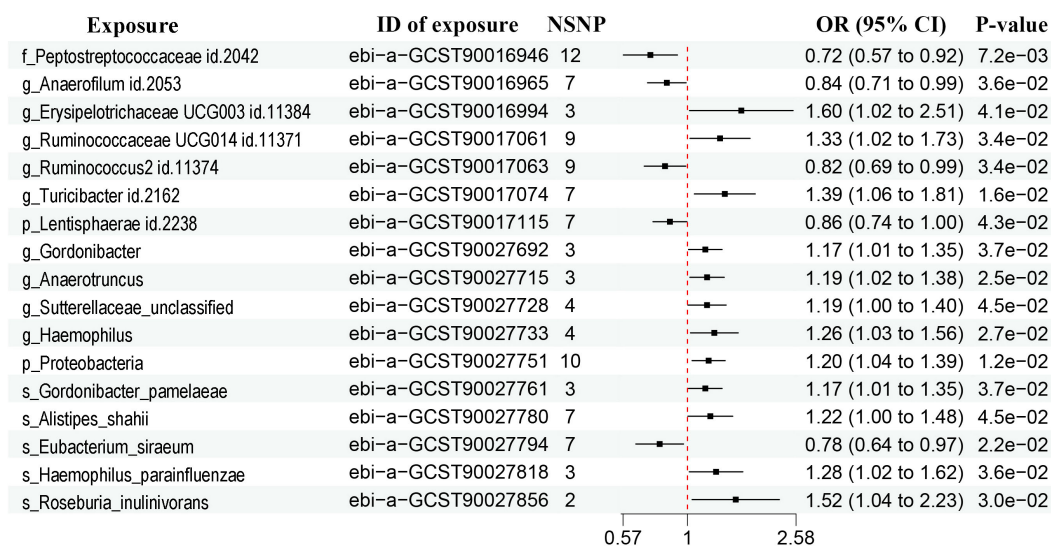 Exposure ID of exposure NSNP OR (95% CI) P-value
f_Peptostreptococcaceae id.2042 ebi−a−GCST90016946 12 0.72 (0.57 to 0.92) 7.2e−03
g_Anaerofilum id.2053 ebi−a−GCST90016965 7 0.84 (0.71 to 0.99) 3.6e−02
g_Erysipelotrichaceae UCG003 id.11384 ebi−a−GCST90016994 3 1.60 (1.02 to 2.51) 4.1e−02
g_Ruminococcaceae UCG014 id.11371 ebi−a−GCST90017061 9 1.33 (1.02 to 1.73) 3.4e−02
g_Ruminococcus2 id.11374 ebi−a−GCST90017063 9 0.82 (0.69 to 0.99) 3.4e−02
g_Turicibacter id.2162 ebi−a−GCST90017074 7 1.39 (1.06 to 1.81) 1.6e−02
p_Lentisphaerae id.2238 ebi−a−GCST90017115 7 0.86 (0.74 to 1.00) 4.3e−02
g_Gordonibacter ebi−a−GCST90027692 3 1.17 (1.01 to 1.35) 3.7e−02
g_Anaerotruncus ebi−a−GCST90027715 3 1.19 (1.02 to 1.38) 2.5e−02
g_Sutterellaceae_unclassified ebi−a−GCST90027728 4 1.19 (1.00 to 1.40) 4.5e−02
g_Haemophilus ebi−a−GCST90027733 4 1.26 (1.03 to 1.56) 2.7e−02
p_Proteobacteria ebi−a−GCST90027751 10 1.20 (1.04 to 1.39) 1.2e−02
s_Gordonibacter_pamelaeae ebi−a−GCST90027761 3 1.17 (1.01 to 1.35) 3.7e−02
s_Alistipes_shahii ebi−a−GCST90027780 7 1.22 (1.00 to 1.48) 4.5e−02
s_Eubacterium_siraeum ebi−a−GCST90027794 7 0.78 (0.64 to 0.97) 2.2e−02
s_Haemophilus_parainfluenzae ebi−a−GCST90027818 3 1.28 (1.02 to 1.62) 3.6e−02
s_Roseburia_inulinivorans ebi−a−GCST90027856 2 1.52 (1.04 to 2.23) 3.0e−02
0.57 1 2.58